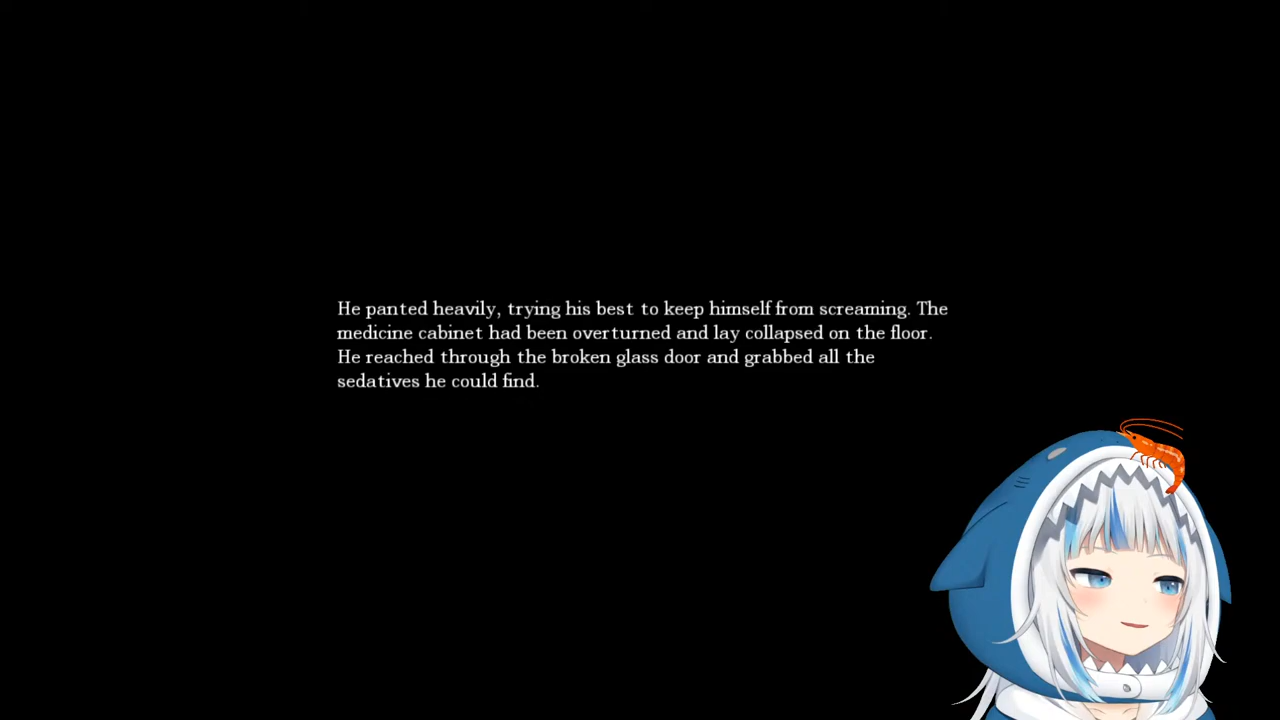 He panted heavily, trying his best to keep himself from screaming. The
medicine cabinet had been overturned and lay collapsed on the floor.
He reached through the broken glass door and grabbed all the
sedatives he could find.